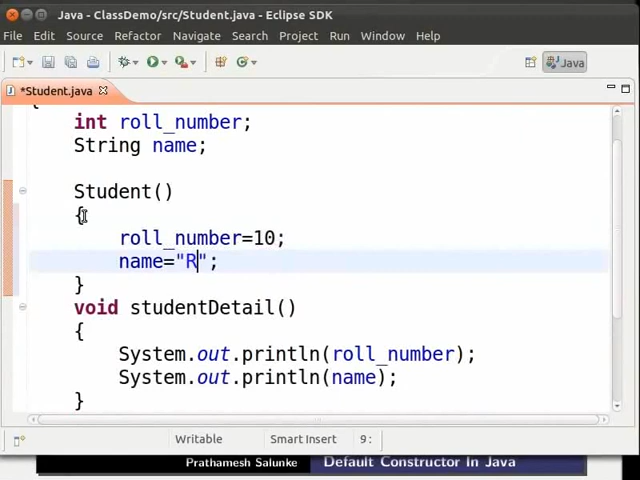 Java - ClassDemo/src/Student.java - Eclipse SDK
File Edit Source Refactor Navigate Search Project Run Window Help
Java
*Student.java
{
int roll_number;
String name;
Student()
{
roll_number=10;
name="R";
}
void studentDetail()
{
System.out.println(roll_number);
System.out.println(name);
}
Writable Smart Insert 9 :
Prathamesh Salunke Default Constructor In Java